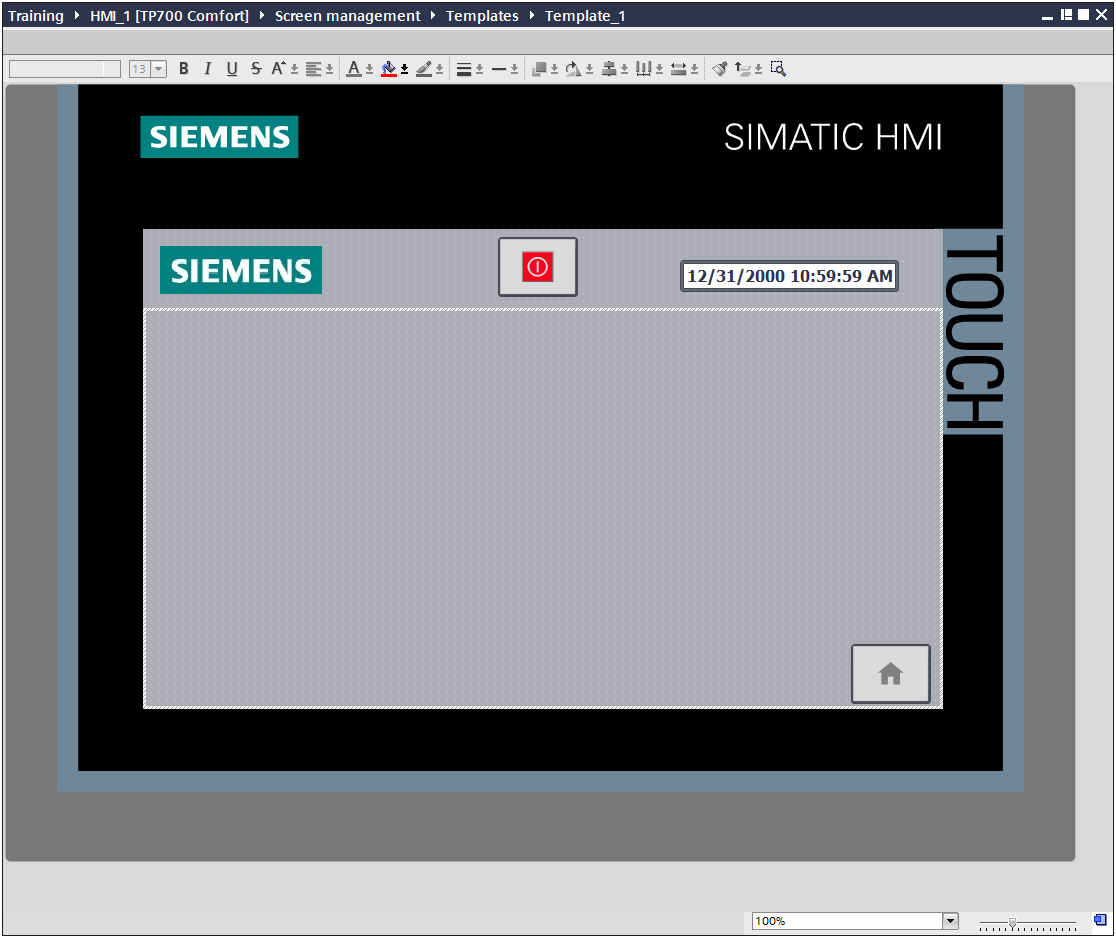 Training HMI_1 [TP700 Comfort] Screen management Templates Template_1
13 B I U S A A
SIEMENS SIMATIC HMI
SIEMENS 12/31/2000 10:59:59 AM
TOUCH
100%